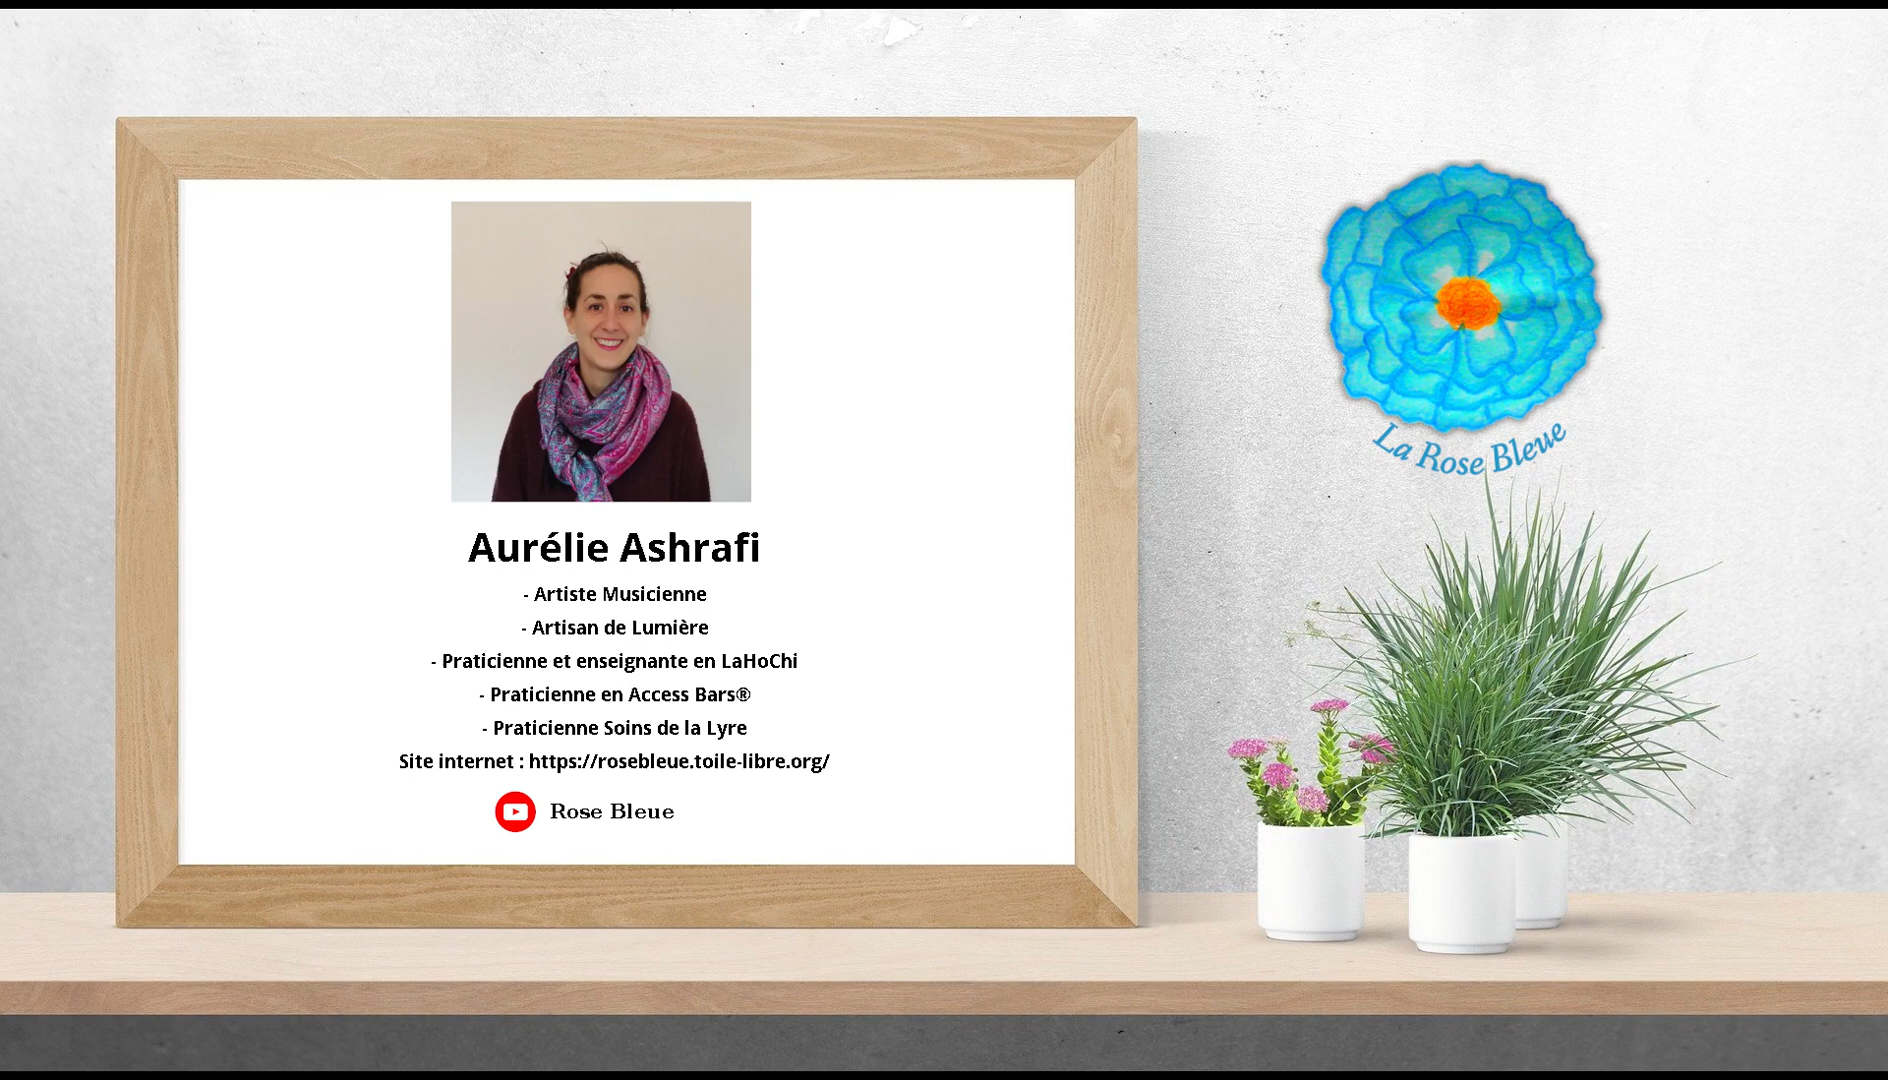 Aurélie Ashrafi
- Artiste Musicienne
- Artisan de Lumière
- Praticienne et enseignante en LaHoChi
- Praticienne en Access Bars®
- Praticienne Soins de la Lyre
Site internet : https://rosebleue.toile-libre.org/
Rose Bleue
La Rose Bleue